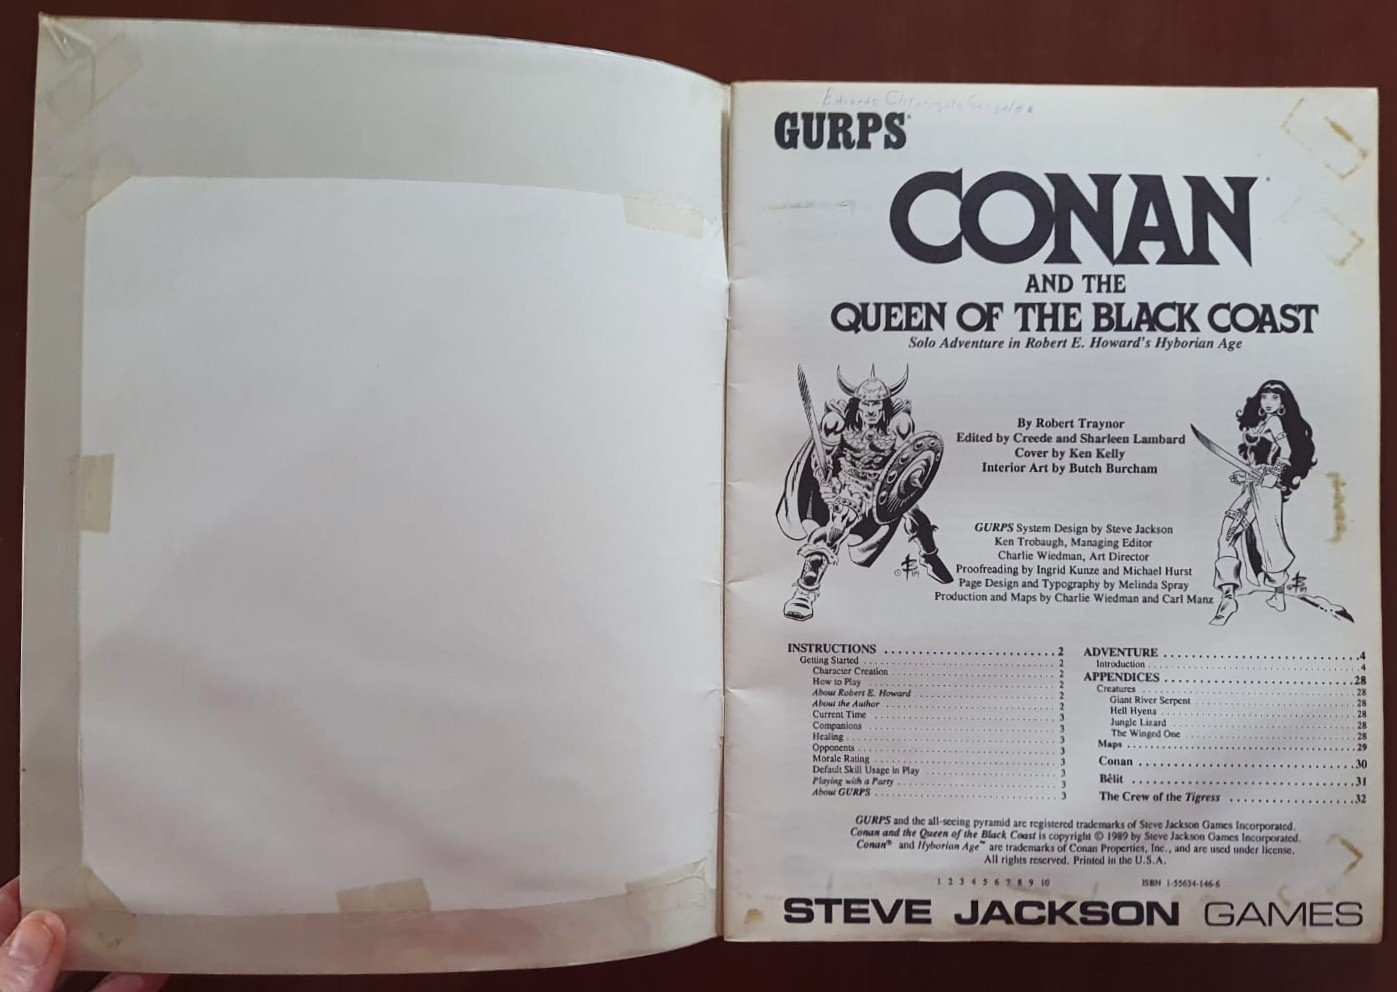 Eduardo
GURPS
CONAN®
AND THE
QUEEN OF THE BLACK COAST
Solo Adventure in Robert E. Howard's Hyborian Age
By Robert Traynor
Edited by Creede and Sharleen Lambard
Cover by Ken Kelly
Interior Art by Butch Burcham
GURPS System Design by Steve Jackson
Ken Trobaugh, Managing Editor
Charlie Wiedman, Art Director
Proofreading by Ingrid Kunze and Michael Hurst
Page Design and Typography by Melinda Spray
Production and Maps by Charlie Wiedman and Carl Manz
© 89
89
INSTRUCTIONS 2
Getting Started 2
Character Creation 2
How to Play 2
About Robert E. Howard 2
About the Author 2
Current Time 3
Companions 3
Healing 3
Opponents 3
Morale Rating 3
Default Skill Usage in Play 3
Playing with a Party 3
About GURPS 3
ADVENTURE 4
Introduction 4
APPENDICES 28
Creatures 28
Giant River Serpent 28
Hell Hyena 28
Jungle Lizard 28
The Winged One 28
Maps 29
Conan 30
Bêlit 31
The Crew of the Tigress 32
GURPS and the all-seeing pyramid are registered trademarks of Steve Jackson Games Incorporated.
Conan and the Queen of the Black Coast is copyright © 1989 by Steve Jackson Games Incorporated.
Conan® and Hyborian Age™ are trademarks of Conan Properties, Inc., and are used under license.
All rights reserved. Printed in the U.S.A.
1 2 3 4 5 6 7 8 9 10
ISBN 1-55634-146-6
STEVE JACKSON GAMES